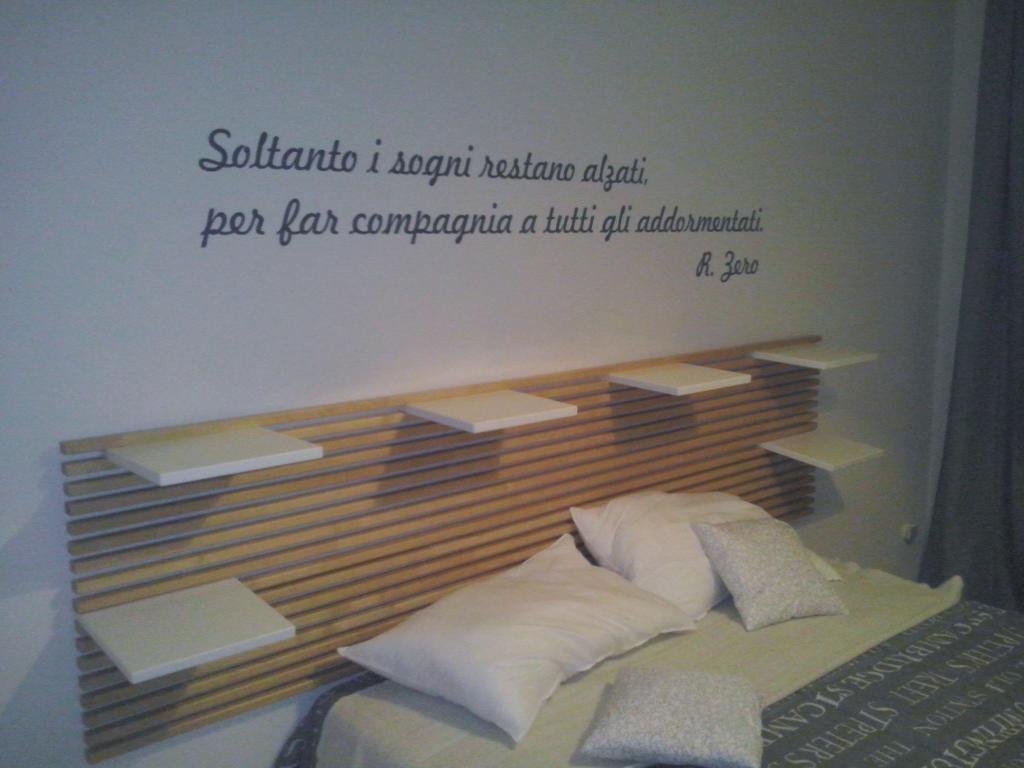 Soltanto i sogni restano alzati,
per far compagnia a tutti gli addormentati.
R. Zero